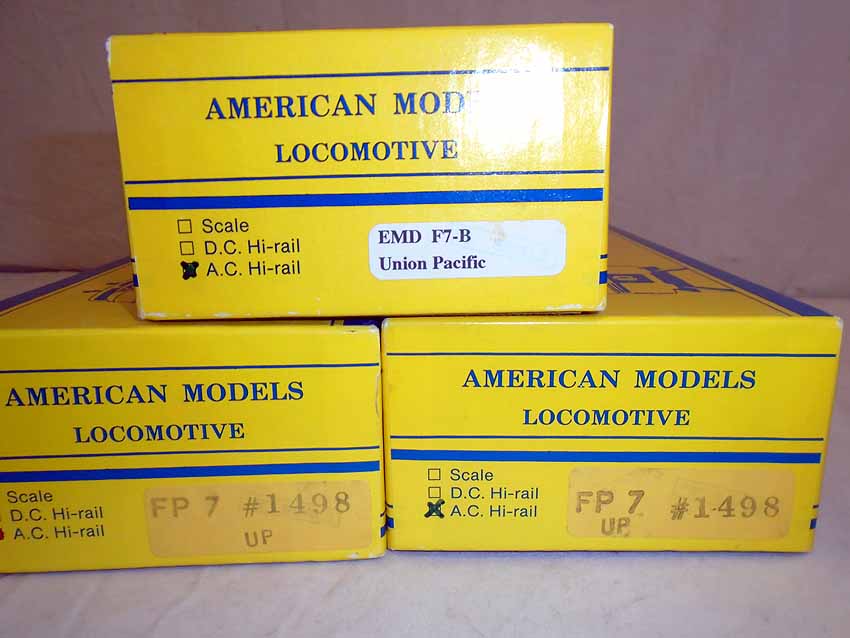 AMERICAN MOD
LOCOMOTIVE
Scale
D.C. Hi-rail
A.C. Hi-rail
EMD F7-B
Union Pacific
AMERICAN MODELS
LOCOMOTIVE
Scale
D.C. Hi-rail
A.C. Hi-rail
FP 7 #1498
UP
AMERICAN MODELS
LOCOMOTIVE
Scale
D.C. Hi-rail
A.C. Hi-rail
FP 7 #1498
UP